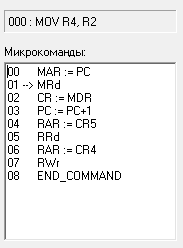 000 : MOV R4, R2
Микрокоманды:
00 MAR := PC
01 --> MRd
02 CR := MDR
03 PC := PC+1
04 RAR := CR5
05 RRd
06 RAR := CR4
07 RWr
08 END_COMMAND